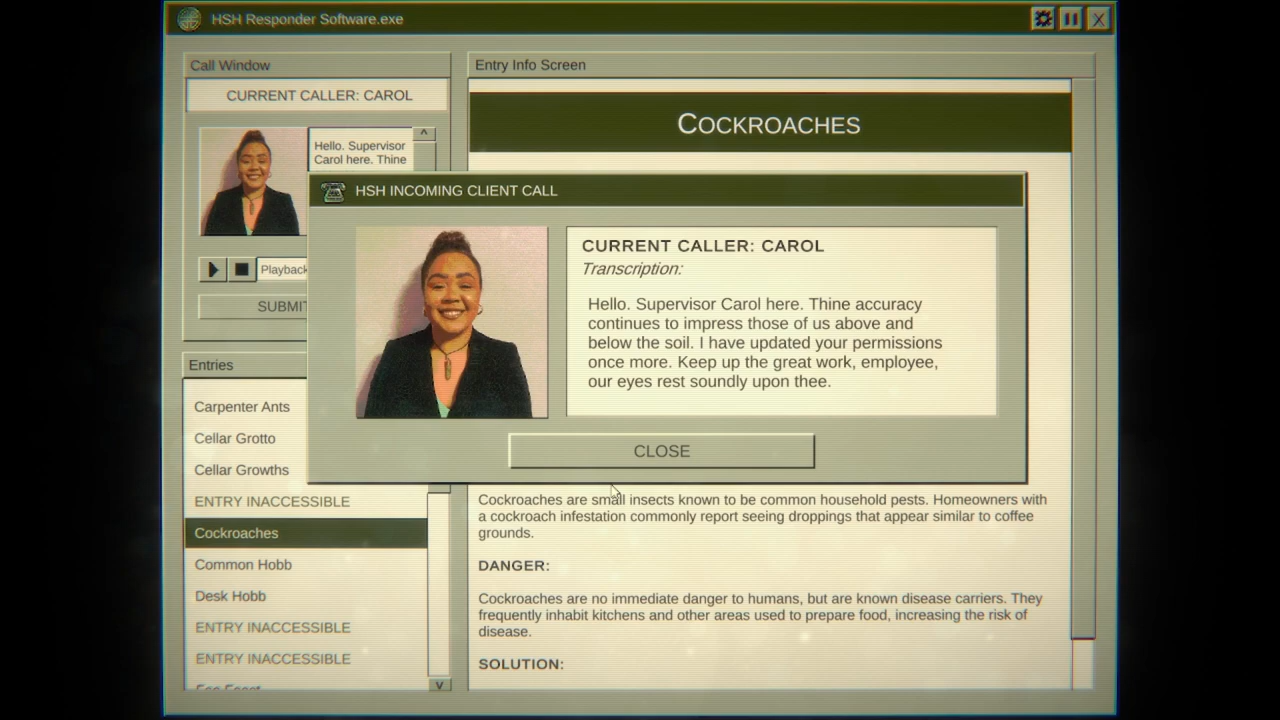 HSH Responder Software.exe
X
Call Window
CURRENT CALLER: CAROL
Hello. Supervisor
Carol here. Thine
Playback
SUBMIT
Entries
Carpenter Ants
Cellar Grotto
Cellar Growths
ENTRY INACCESSIBLE
Cockroaches
Common Hobb
Desk Hobb
ENTRY INACCESSIBLE
ENTRY INACCESSIBLE
Entry Info Screen
COCKROACHES
HSH INCOMING CLIENT CALL
CURRENT CALLER: CAROL
Transcription:
Hello. Supervisor Carol here. Thine accuracy
continues to impress those of us above and
below the soil. I have updated your permissions
once more. Keep up the great work, employee,
our eyes rest soundly upon thee.
CLOSE
Cockroaches are small insects known to be common household pests. Homeowners with
a cockroach infestation commonly report seeing droppings that appear similar to coffee
grounds.
DANGER:
Cockroaches are no immediate danger to humans, but are known disease carriers. They
frequently inhabit kitchens and other areas used to prepare food, increasing the risk of
disease.
SOLUTION: